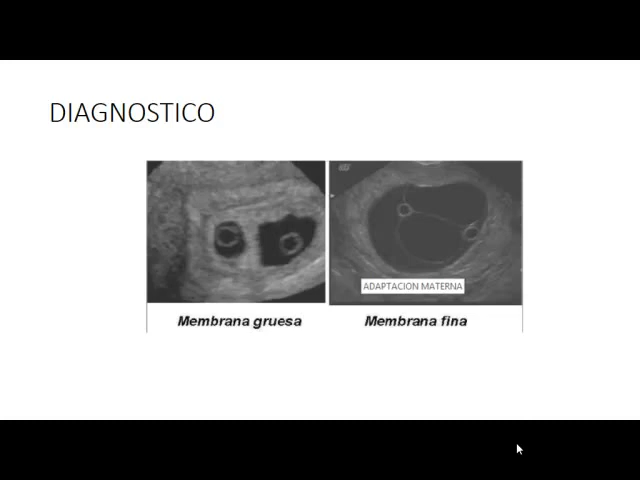 DIAGNOSTICO
ADAPTACION MATERNA
Membrana gruesa
Membrana fina